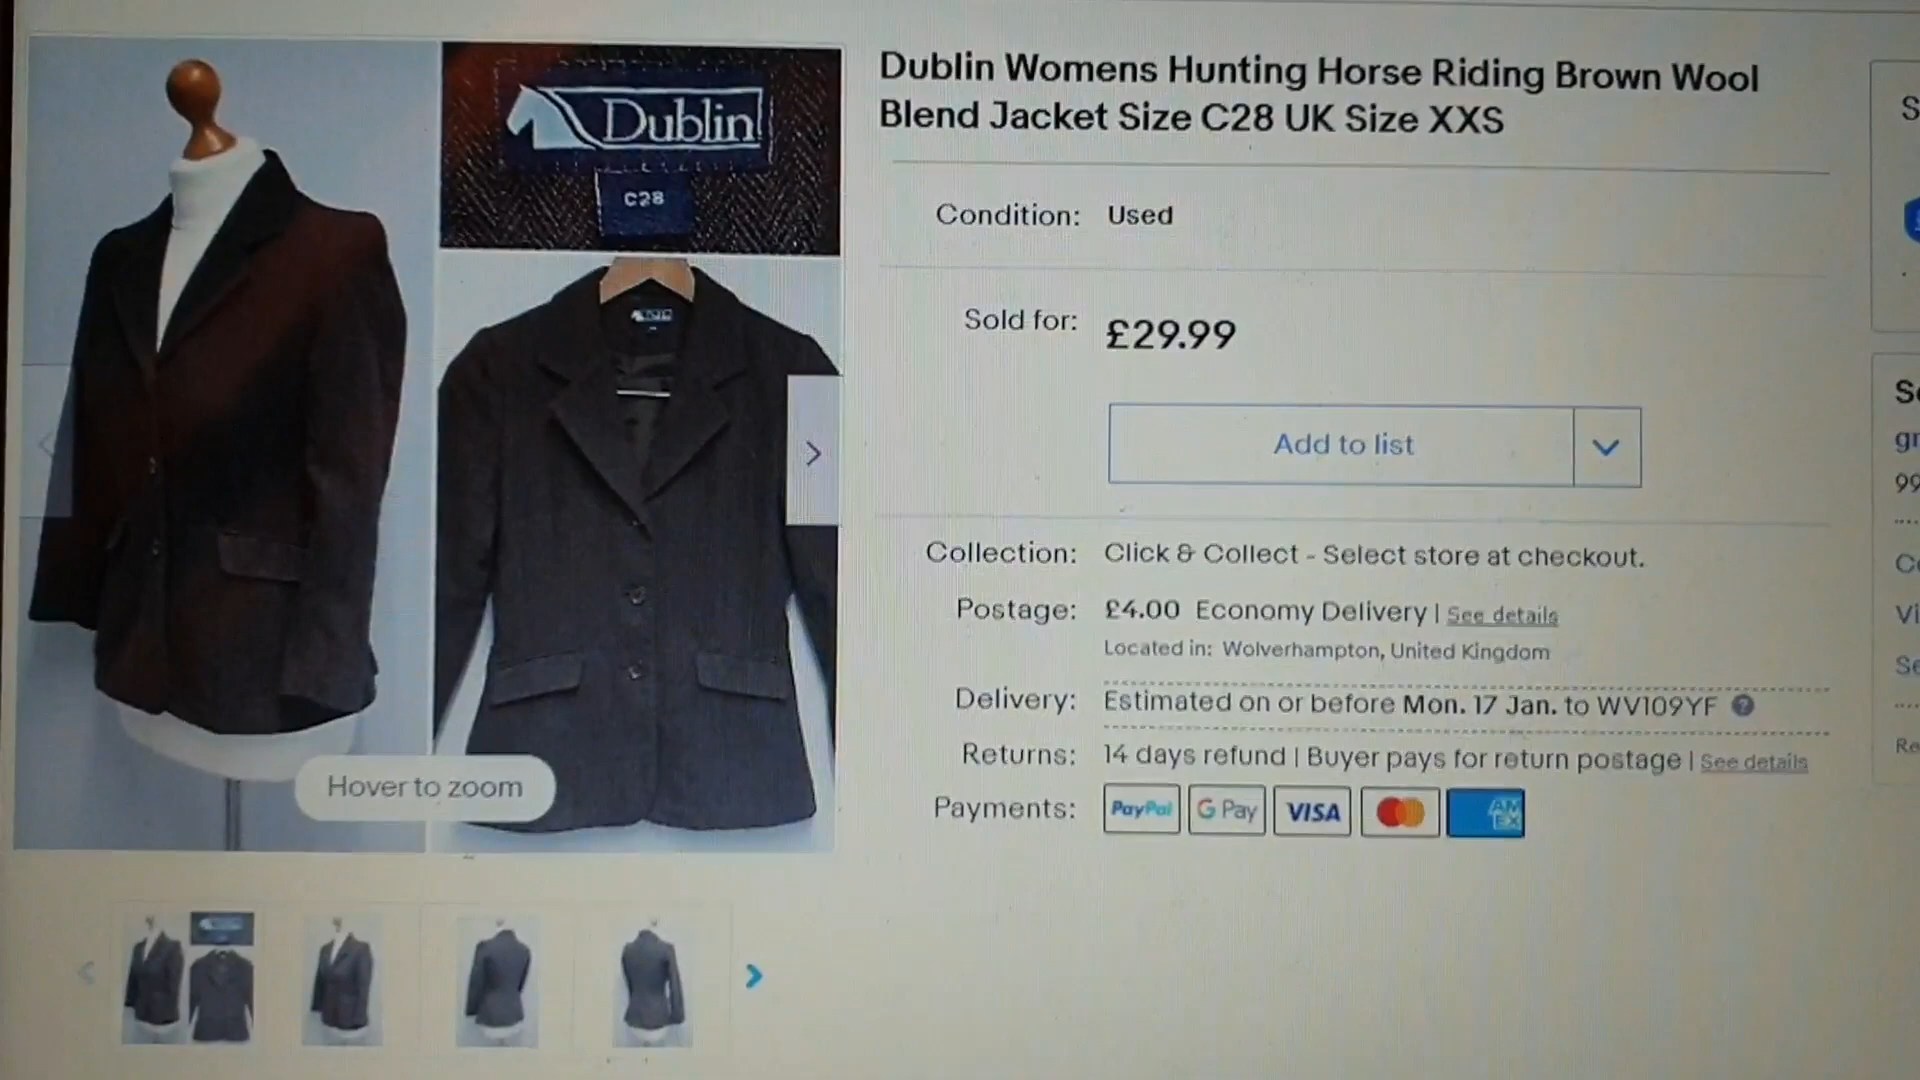 Dublin
C28
Hover to zoom
Dublin Womens Hunting Horse Riding Brown Wool
Blend Jacket Size C28 UK Size XXS
Condition: Used
Sold for: £29.99
Add to list
Collection: Click & Collect - Select store at checkout.
Postage: £4.00 Economy Delivery | See details
Located in: Wolverhampton, United Kingdom
Delivery: Estimated on or before Mon. 17 Jan. to WV109YF
Returns: 14 days refund | Buyer pays for return postage | See details
Payments: PayPal G Pay VISA AM
EX